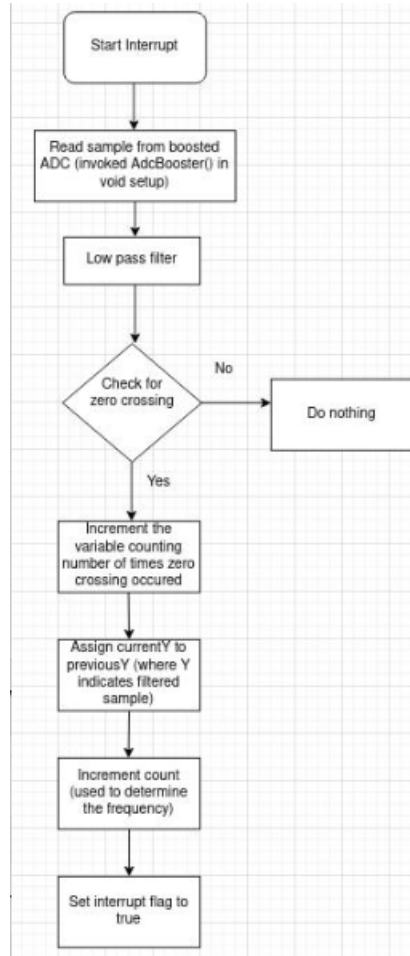 Start Interrupt
Read sample from boosted
ADC (invoked AdcBooster() in
void setup)
Low pass filter
Check for
zero crossing
No
Do nothing
Yes
Increment the
variable counting
number of times zero
crossing occured
Assign currentY to
previousY (where Y
indicates filtered
sample)
Increment count
(used to determine
the frequency)
Set interrupt flag to
true